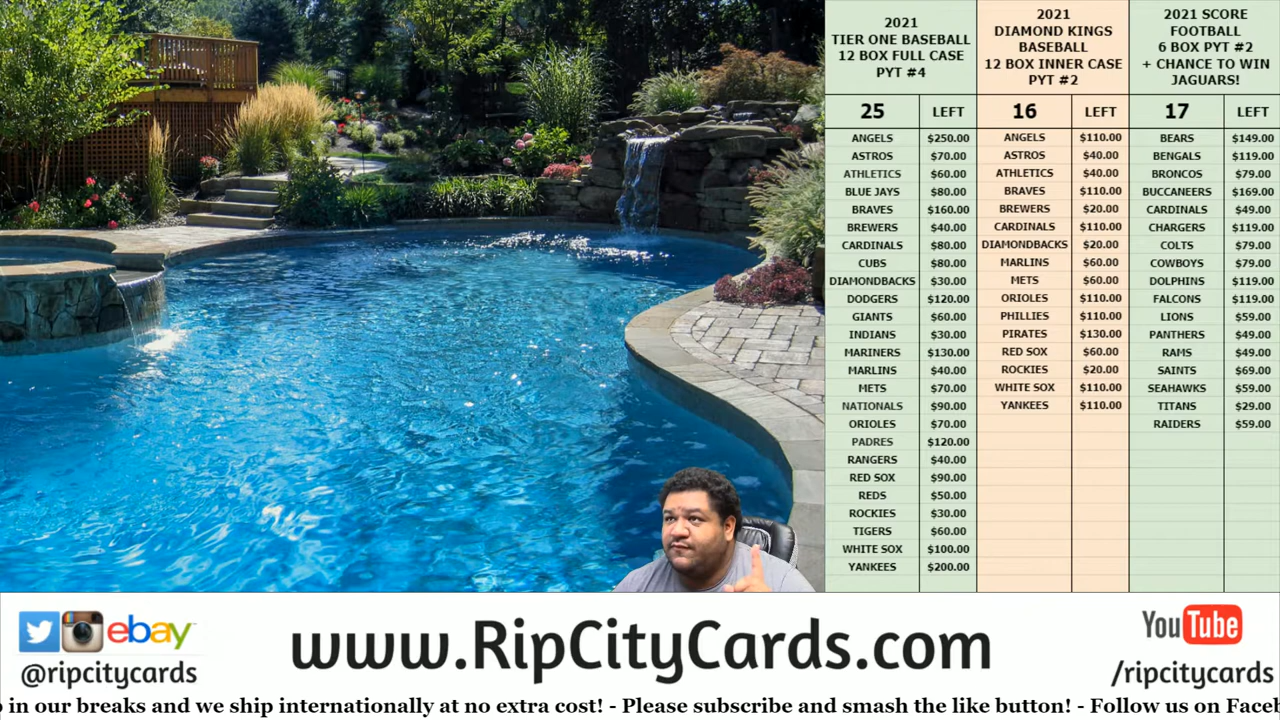 2021
TIER ONE BASEBALL
12 BOX FULL CASE
PYT #4
25 LEFT
ANGELS $250.00
ASTROS $70.00
ATHLETICS $60.00
BLUE JAYS $80.00
BRAVES $160.00
BREWERS $40.00
CARDINALS $80.00
CUBS $80.00
DIAMONDBACKS $30.00
DODGERS $120.00
GIANTS $60.00
INDIANS $30.00
MARINERS $130.00
MARLINS $40.00
METS $70.00
NATIONALS $90.00
ORIOLES $70.00
PADRES $120.00
RANGERS $40.00
RED SOX $90.00
REDS $50.00
ROCKIES $30.00
TIGERS $60.00
WHITE SOX $100.00
YANKEES $200.00
2021
DIAMOND KINGS
BASEBALL
12 BOX INNER CASE
PYT #2
16 LEFT
ANGELS $110.00
ASTROS $40.00
ATHLETICS $40.00
BRAVES $110.00
BREWERS $20.00
CARDINALS $110.00
DIAMONDBACKS $20.00
MARLINS $60.00
METS $60.00
ORIOLES $110.00
PHILLIES $110.00
PIRATES $130.00
RED SOX $60.00
ROCKIES $20.00
WHITE SOX $110.00
YANKEES $110.00
2021 SCORE
FOOTBALL
6 BOX PYT #2
+ CHANCE TO WIN
JAGUARS!
17 LEFT
BEARS $149.00
BENGALS $119.00
BRONCOS $79.00
BUCCANEERS $169.00
CARDINALS $49.00
CHARGERS $119.00
COLTS $79.00
COWBOYS $79.00
DOLPHINS $119.00
FALCONS $119.00
LIONS $59.00
PANTHERS $49.00
RAMS $49.00
SAINTS $69.00
SEAHAWKS $59.00
TITANS $29.00
RAIDERS $59.00
ebay
@ripcitycards
www.RipCityCards.com
YouTube
/ripcitycards
in our breaks and we ship internationally at no extra cost! - Please subscribe and smash the like button! - Follow us on Faceb